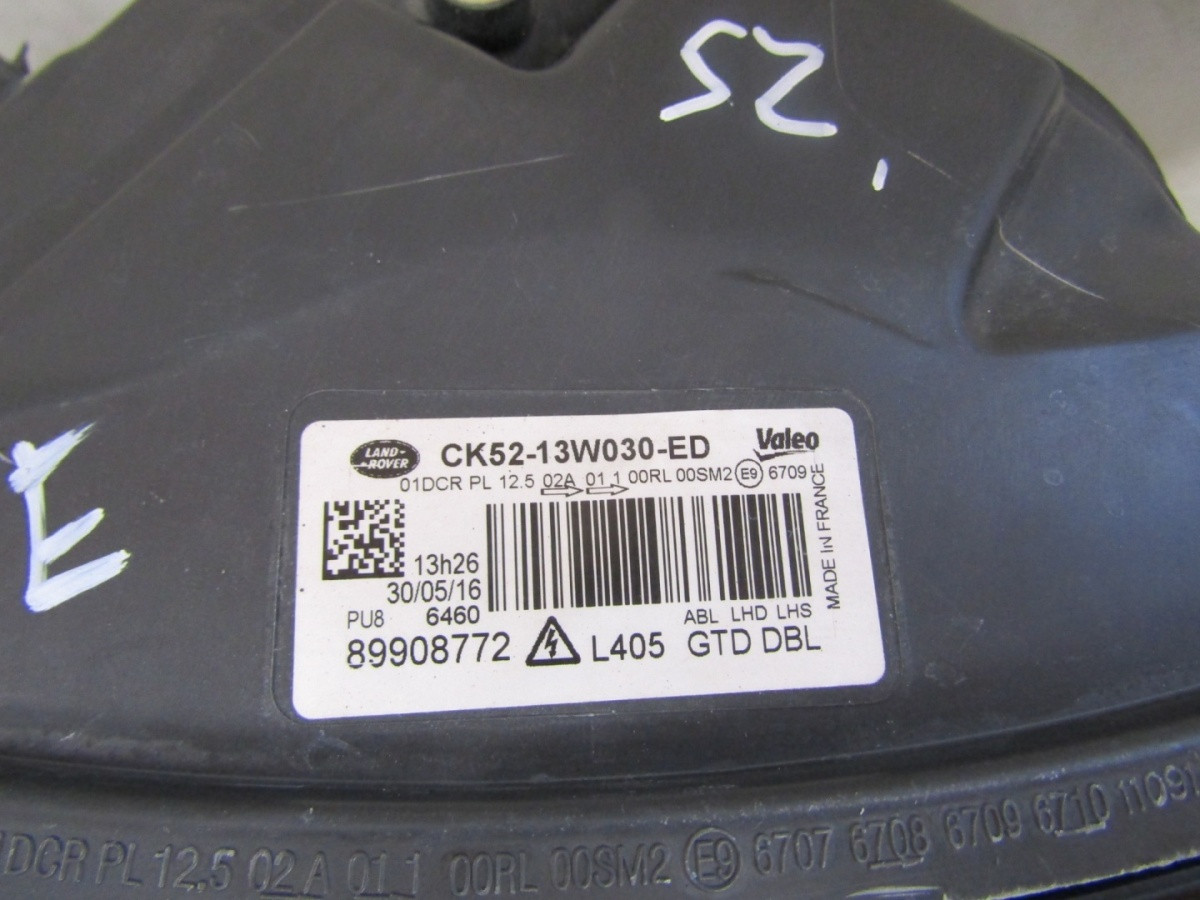 SZ,
E
LAND-
ROVER
CK52-13W030-ED
Valeo
01DCR PL 12.5 02A 01 1 00RL 00SM2 E9 6709
MADE IN FRANCE
13h26
30/05/16
PU8 6460
ABL LHD LHS
89908772 L405 GTD DBL
1DCR PL 12,5 02 A 01 1 00RL 00SM2 E9 6707 6708 6709 6710 11091